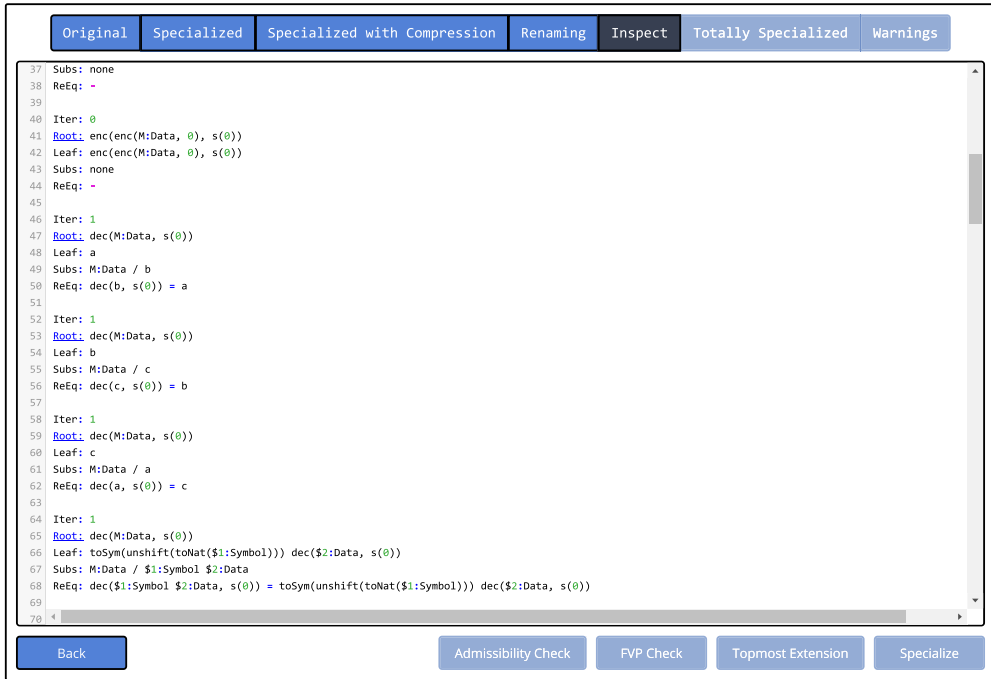 Original Specialized Specialized with Compression Renaming Inspect Totally Specialized Warnings
37 Subs: none
38 ReEq: -
39
40 Iter: 0
41 Root: enc(enc(M:Data, 0), s(0))
42 Leaf: enc(enc(M:Data, 0), s(0))
43 Subs: none
44 ReEq: -
45
46 Iter: 1
47 Root: dec(M:Data, s(0))
48 Leaf: a
49 Subs: M:Data / b
50 ReEq: dec(b, s(0)) = a
51
52 Iter: 1
53 Root: dec(M:Data, s(0))
54 Leaf: b
55 Subs: M:Data / c
56 ReEq: dec(c, s(0)) = b
57
58 Iter: 1
59 Root: dec(M:Data, s(0))
60 Leaf: c
61 Subs: M:Data / a
62 ReEq: dec(a, s(0)) = c
63
64 Iter: 1
65 Root: dec(M:Data, s(0))
66 Leaf: toSym(unshift(toNat($1:Symbol))) dec($2:Data, s(0))
67 Subs: M:Data / $1:Symbol $2:Data
68 ReEq: dec($1:Symbol $2:Data, s(0)) = toSym(unshift(toNat($1:Symbol))) dec($2:Data, s(0))
69
70
Back Admissibility Check FVP Check Topmost Extension Specialize